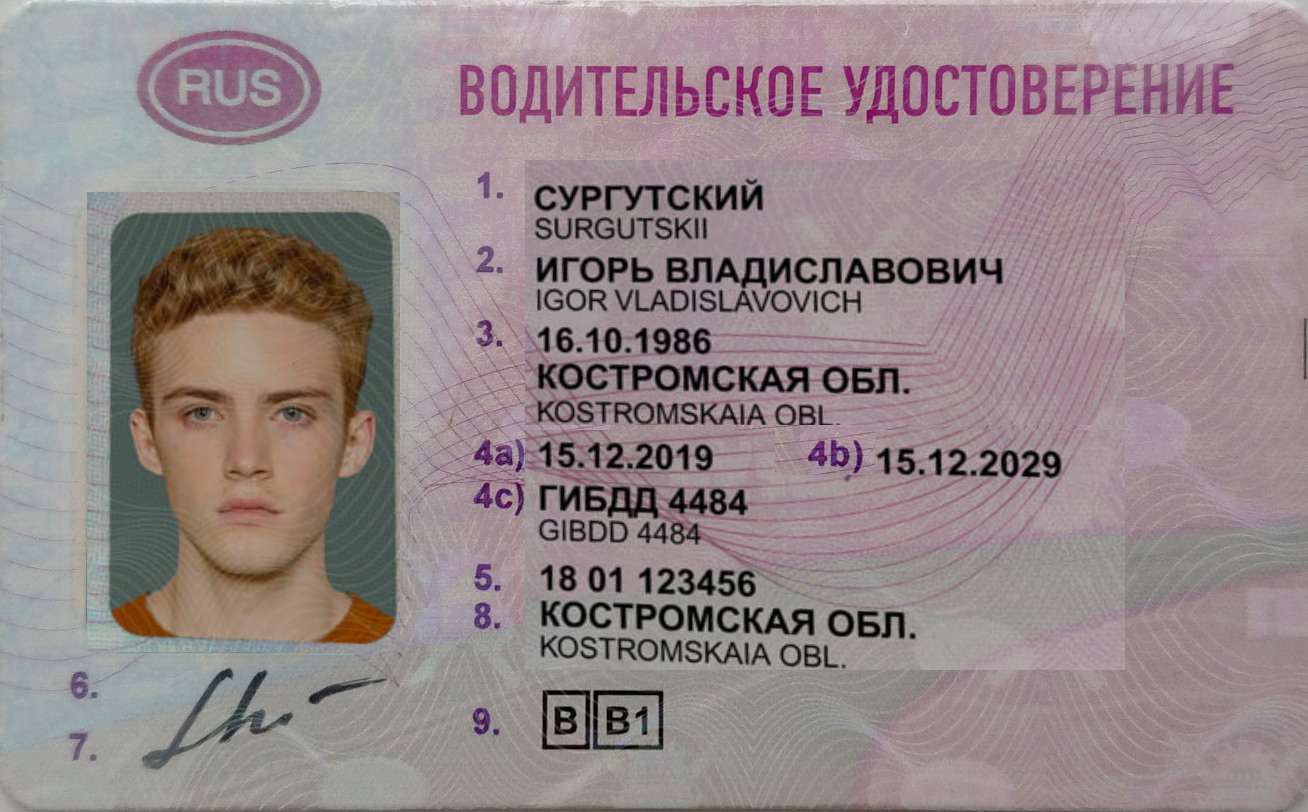 RUS
ВОДИТЕЛЬСКОЕ УДОСТОВЕРЕНИЕ
1. СУРГУТСКИЙ
SURGUTSKII
2. ИГОРЬ ВЛАДИСЛАВОВИЧ
IGOR VLADISLAVOVICH
3. 16.10.1986
КОСТРОМСКАЯ ОБЛ.
KOSTROMSKAIA OBL.
4a) 15.12.2019 4b) 15.12.2029
4c) ГИБДД 4484
GIBDD 4484
5. 18 01 123456
8. КОСТРОМСКАЯ ОБЛ.
KOSTROMSKAIA OBL.
6.
7.
9. B B1